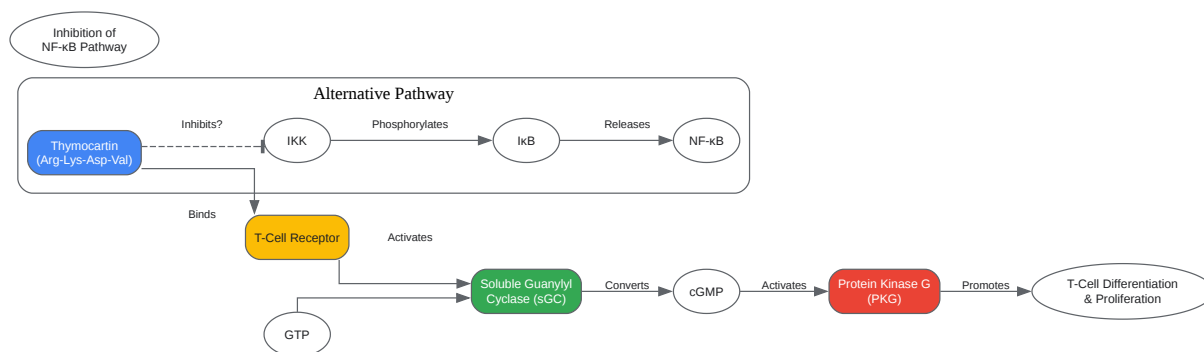 Inhibition of
NF-κB Pathway
Alternative Pathway
Thymocartin
(Arg-Lys-Asp-Val)
Inhibits?
IKK
Phosphorylates
IκB
Releases
NF-κB
Binds
T-Cell Receptor
Activates
Soluble Guanylyl
Cyclase (sGC)
Converts
cGMP
Activates
Protein Kinase G
(PKG)
Promotes
T-Cell Differentiation
& Proliferation
GTP